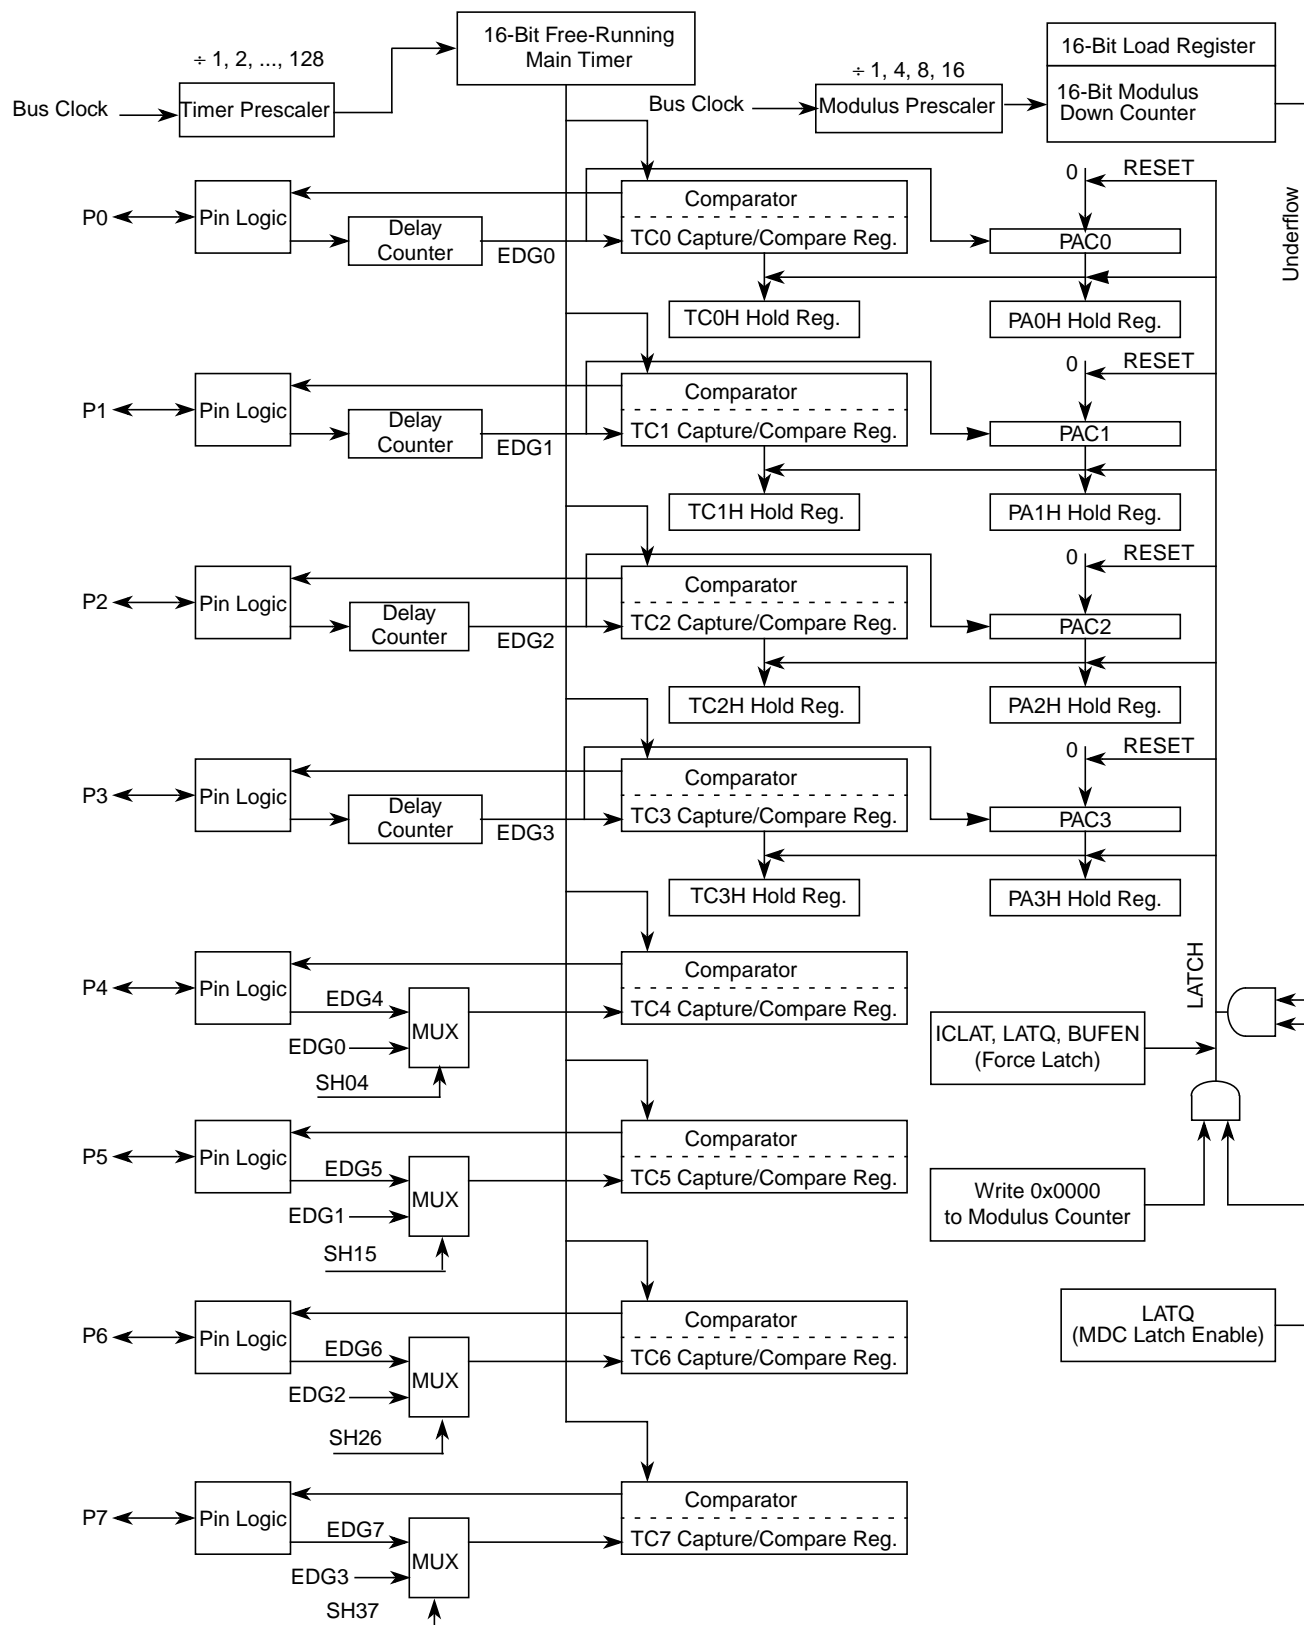 16-Bit Free-Running
Main Timer
16-Bit Load Register
÷ 1, 2, ..., 128
÷ 1, 4, 8, 16
Bus Clock
Timer Prescaler
Bus Clock
Modulus Prescaler
16-Bit Modulus
Down Counter
Underflow
P0
Pin Logic
Delay
Counter
EDG0
Comparator
TC0 Capture/Compare Reg.
0
RESET
PAC0
TC0H Hold Reg.
PA0H Hold Reg.
P1
Pin Logic
Delay
Counter
EDG1
Comparator
TC1 Capture/Compare Reg.
0
RESET
PAC1
TC1H Hold Reg.
PA1H Hold Reg.
P2
Pin Logic
Delay
Counter
EDG2
Comparator
TC2 Capture/Compare Reg.
0
RESET
PAC2
TC2H Hold Reg.
PA2H Hold Reg.
P3
Pin Logic
Delay
Counter
EDG3
Comparator
TC3 Capture/Compare Reg.
0
RESET
PAC3
TC3H Hold Reg.
PA3H Hold Reg.
LATCH
P4
Pin Logic
EDG4
EDG0
MUX
SH04
Comparator
TC4 Capture/Compare Reg.
ICLAT, LATQ, BUFEN
(Force Latch)
P5
Pin Logic
EDG5
EDG1
MUX
SH15
Comparator
TC5 Capture/Compare Reg.
Write 0x0000
to Modulus Counter
P6
Pin Logic
EDG6
EDG2
MUX
SH26
Comparator
TC6 Capture/Compare Reg.
LATQ
(MDC Latch Enable)
P7
Pin Logic
EDG7
EDG3
MUX
SH37
Comparator
TC7 Capture/Compare Reg.